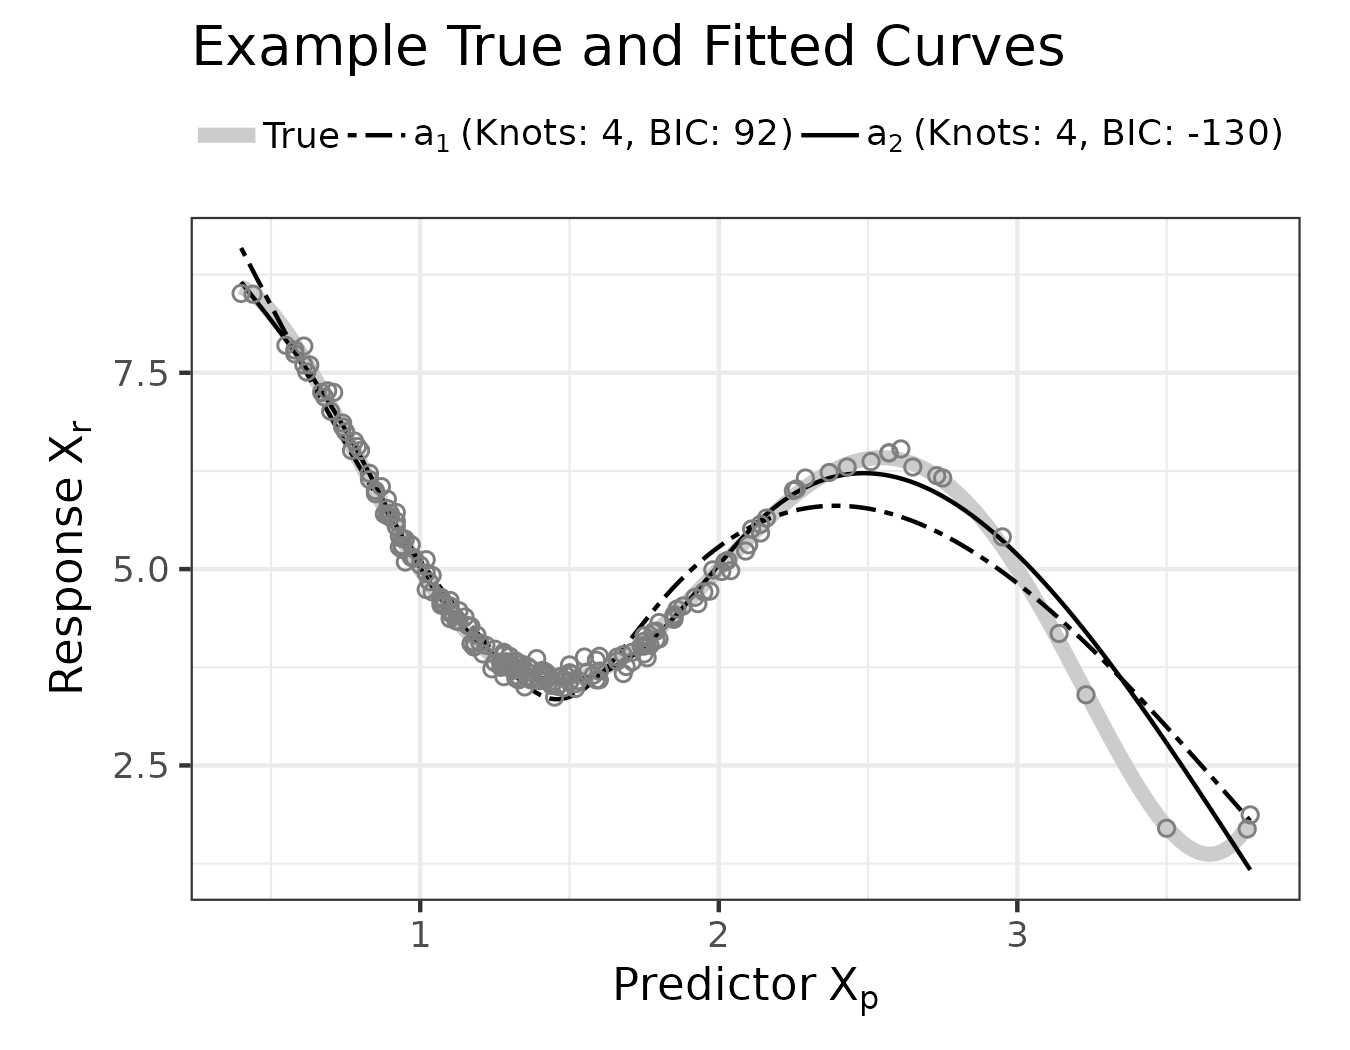 Example True and Fitted Curves
True a₁ (Knots: 4, BIC: 92) a₂ (Knots: 4, BIC: -130)
7.5
5.0
2.5
Response Xᵣ
1 2 3
Predictor Xₚ